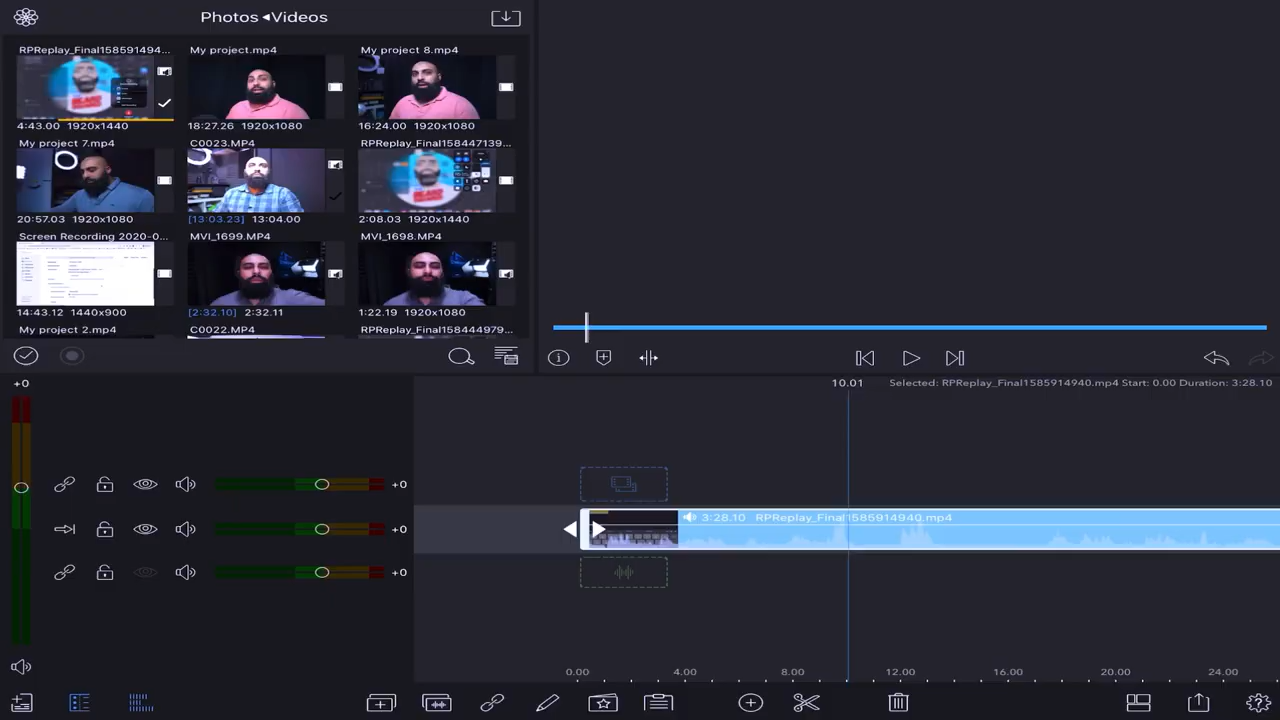 Photos ◂Videos
RPReplay_Final158591494... My project.mp4 My project 8.mp4
4:43.00 1920x1440 18:27.26 1920x1080 16:24.00 1920x1080
My project 7.mp4 C0023.MP4 RPReplay_Final158447139...
20:57.03 1920x1080 [13:03.23] 13:04.00 2:08.03 1920x1440
Screen Recording 2020-0... MVI_1699.MP4 MVI_1698.MP4
14:43.12 1440x900 [2:32.10] 2:32.11 1:22.19 1920x1080
My project 2.mp4 C0022.MP4 RPReplay_Final158444979...
+0 10.01 Selected: RPReplay_Final1585914940.mp4 Start: 0.00 Duration: 3:28.10
+0
3:28.10 RPReplay_Final1585914940.mp4
+0
+0
0.00 4.00 8.00 12.00 16.00 20.00 24.00